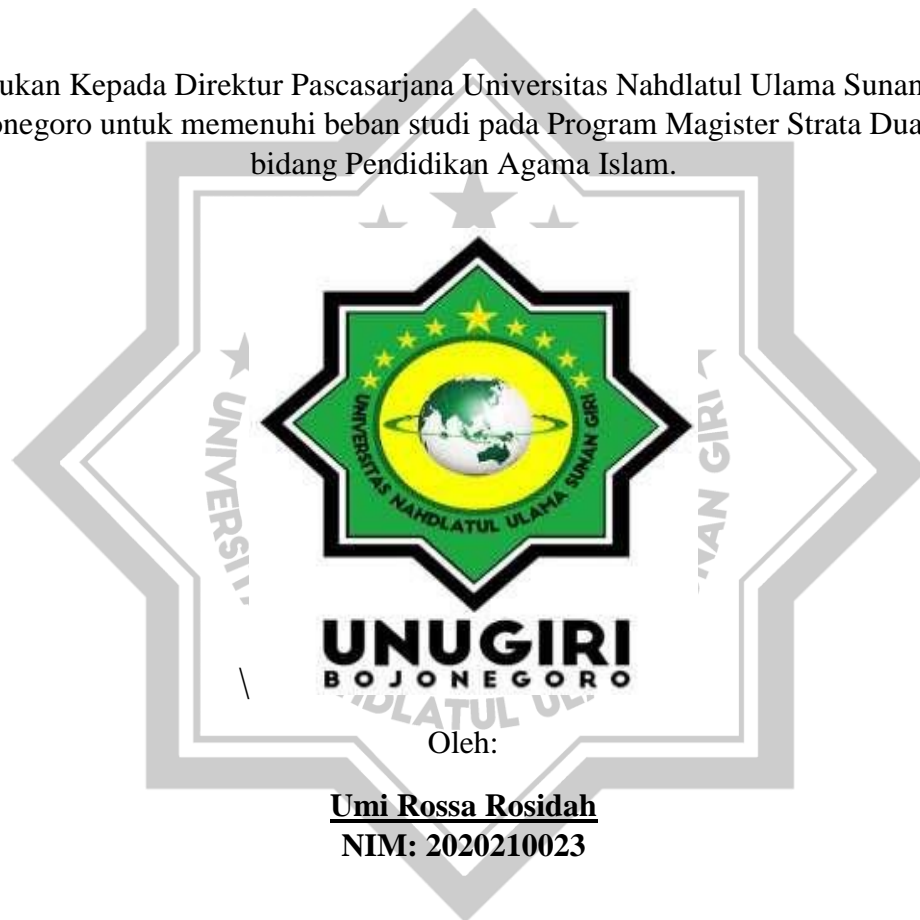 ukan Kepada Direktur Pascasarjana Universitas Nahdlatul Ulama Sunan
onegoro untuk memenuhi beban studi pada Program Magister Strata Dua
bidang Pendidikan Agama Islam.
UNIVERSITAS NAHDLATUL ULAMA SUNAN GIRI
UNUGIRI
BOJONEGORO
\
Oleh:
Umi Rossa Rosidah
NIM: 2020210023